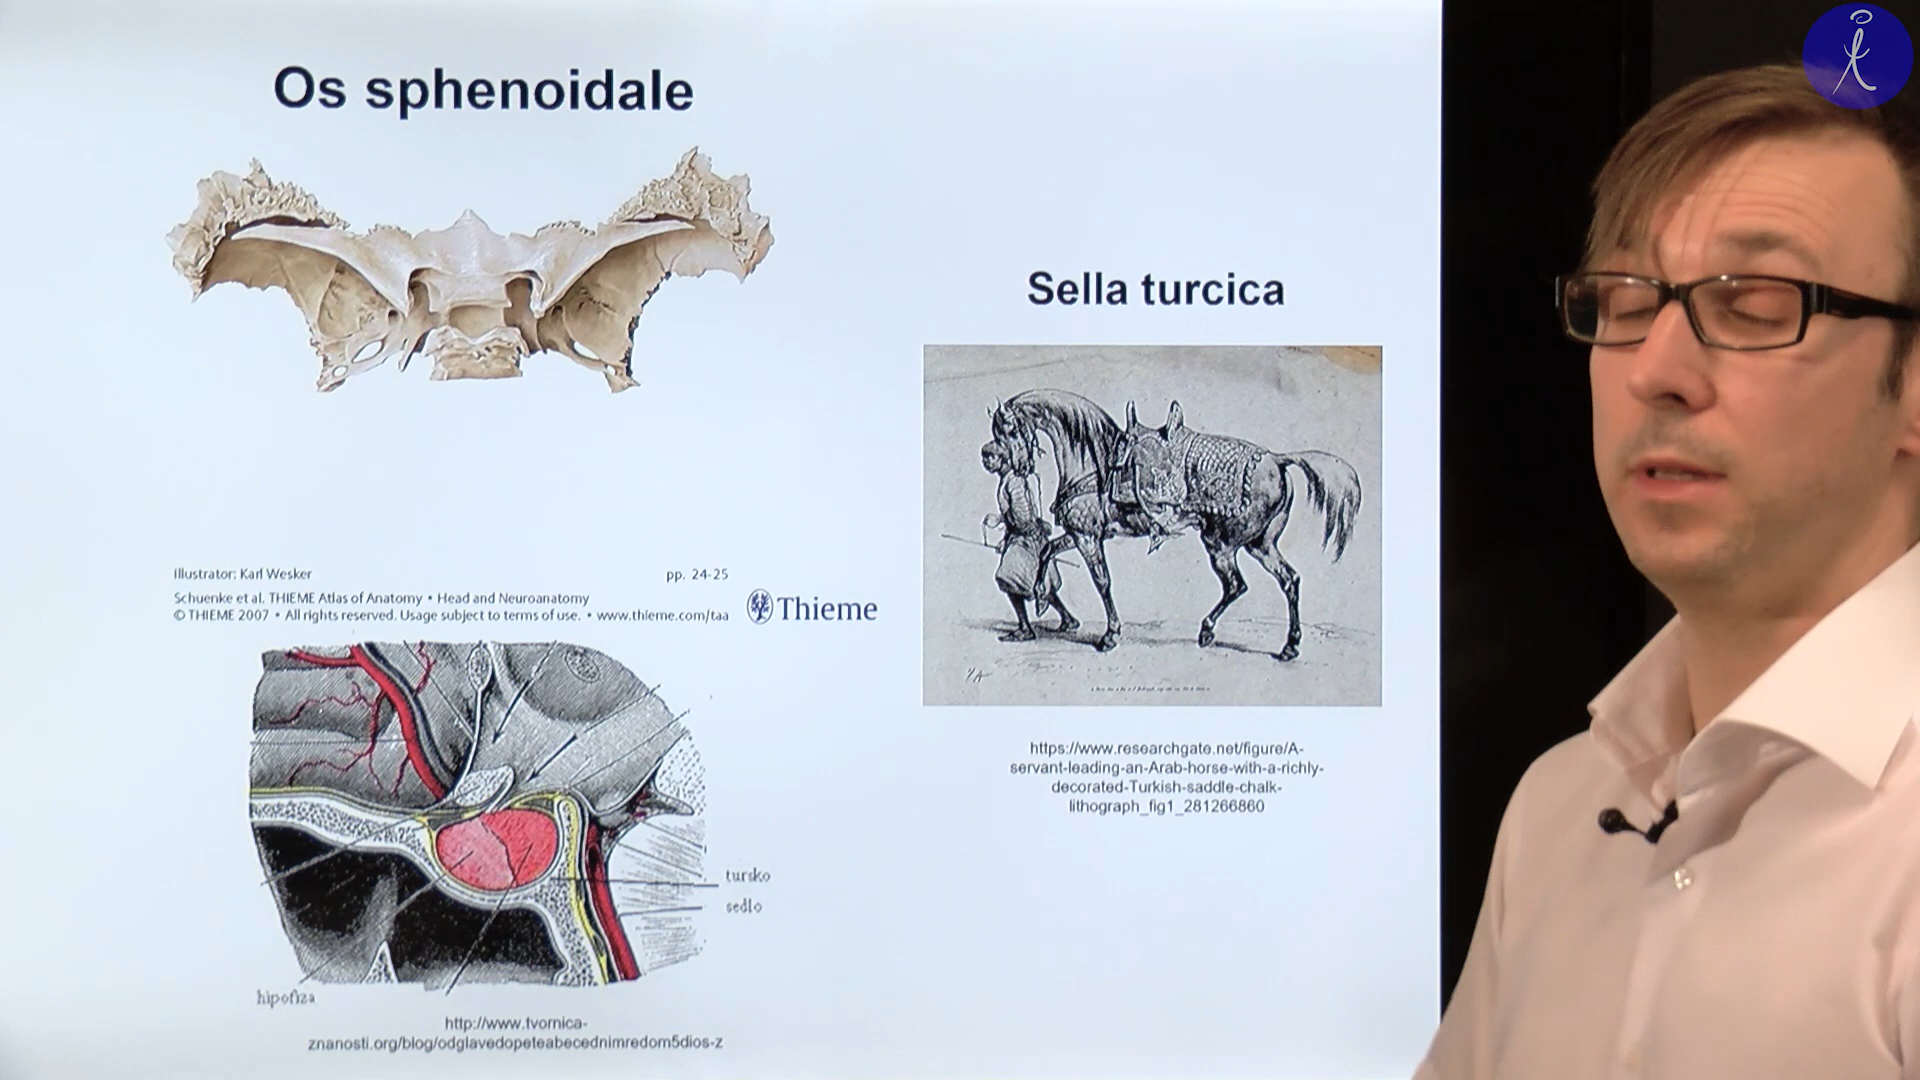 Os sphenoidale
Illustrator: Karl Wesker
pp. 24-25
Schuenke et al. THIEME Atlas of Anatomy • Head and Neuroanatomy
© THIEME 2007 • All rights reserved. Usage subject to terms of use. • www.thieme.com/taa
Thieme
tursko
sedlo
hipofiza
http://www.tvornica-
znanosti.org/blog/odglavedopeteabecednimredom5dios-z
Sella turcica
https://www.researchgate.net/figure/A-
servant-leading-an-Arab-horse-with-a-richly-
decorated-Turkish-saddle-chalk-
lithograph_fig1_281266860